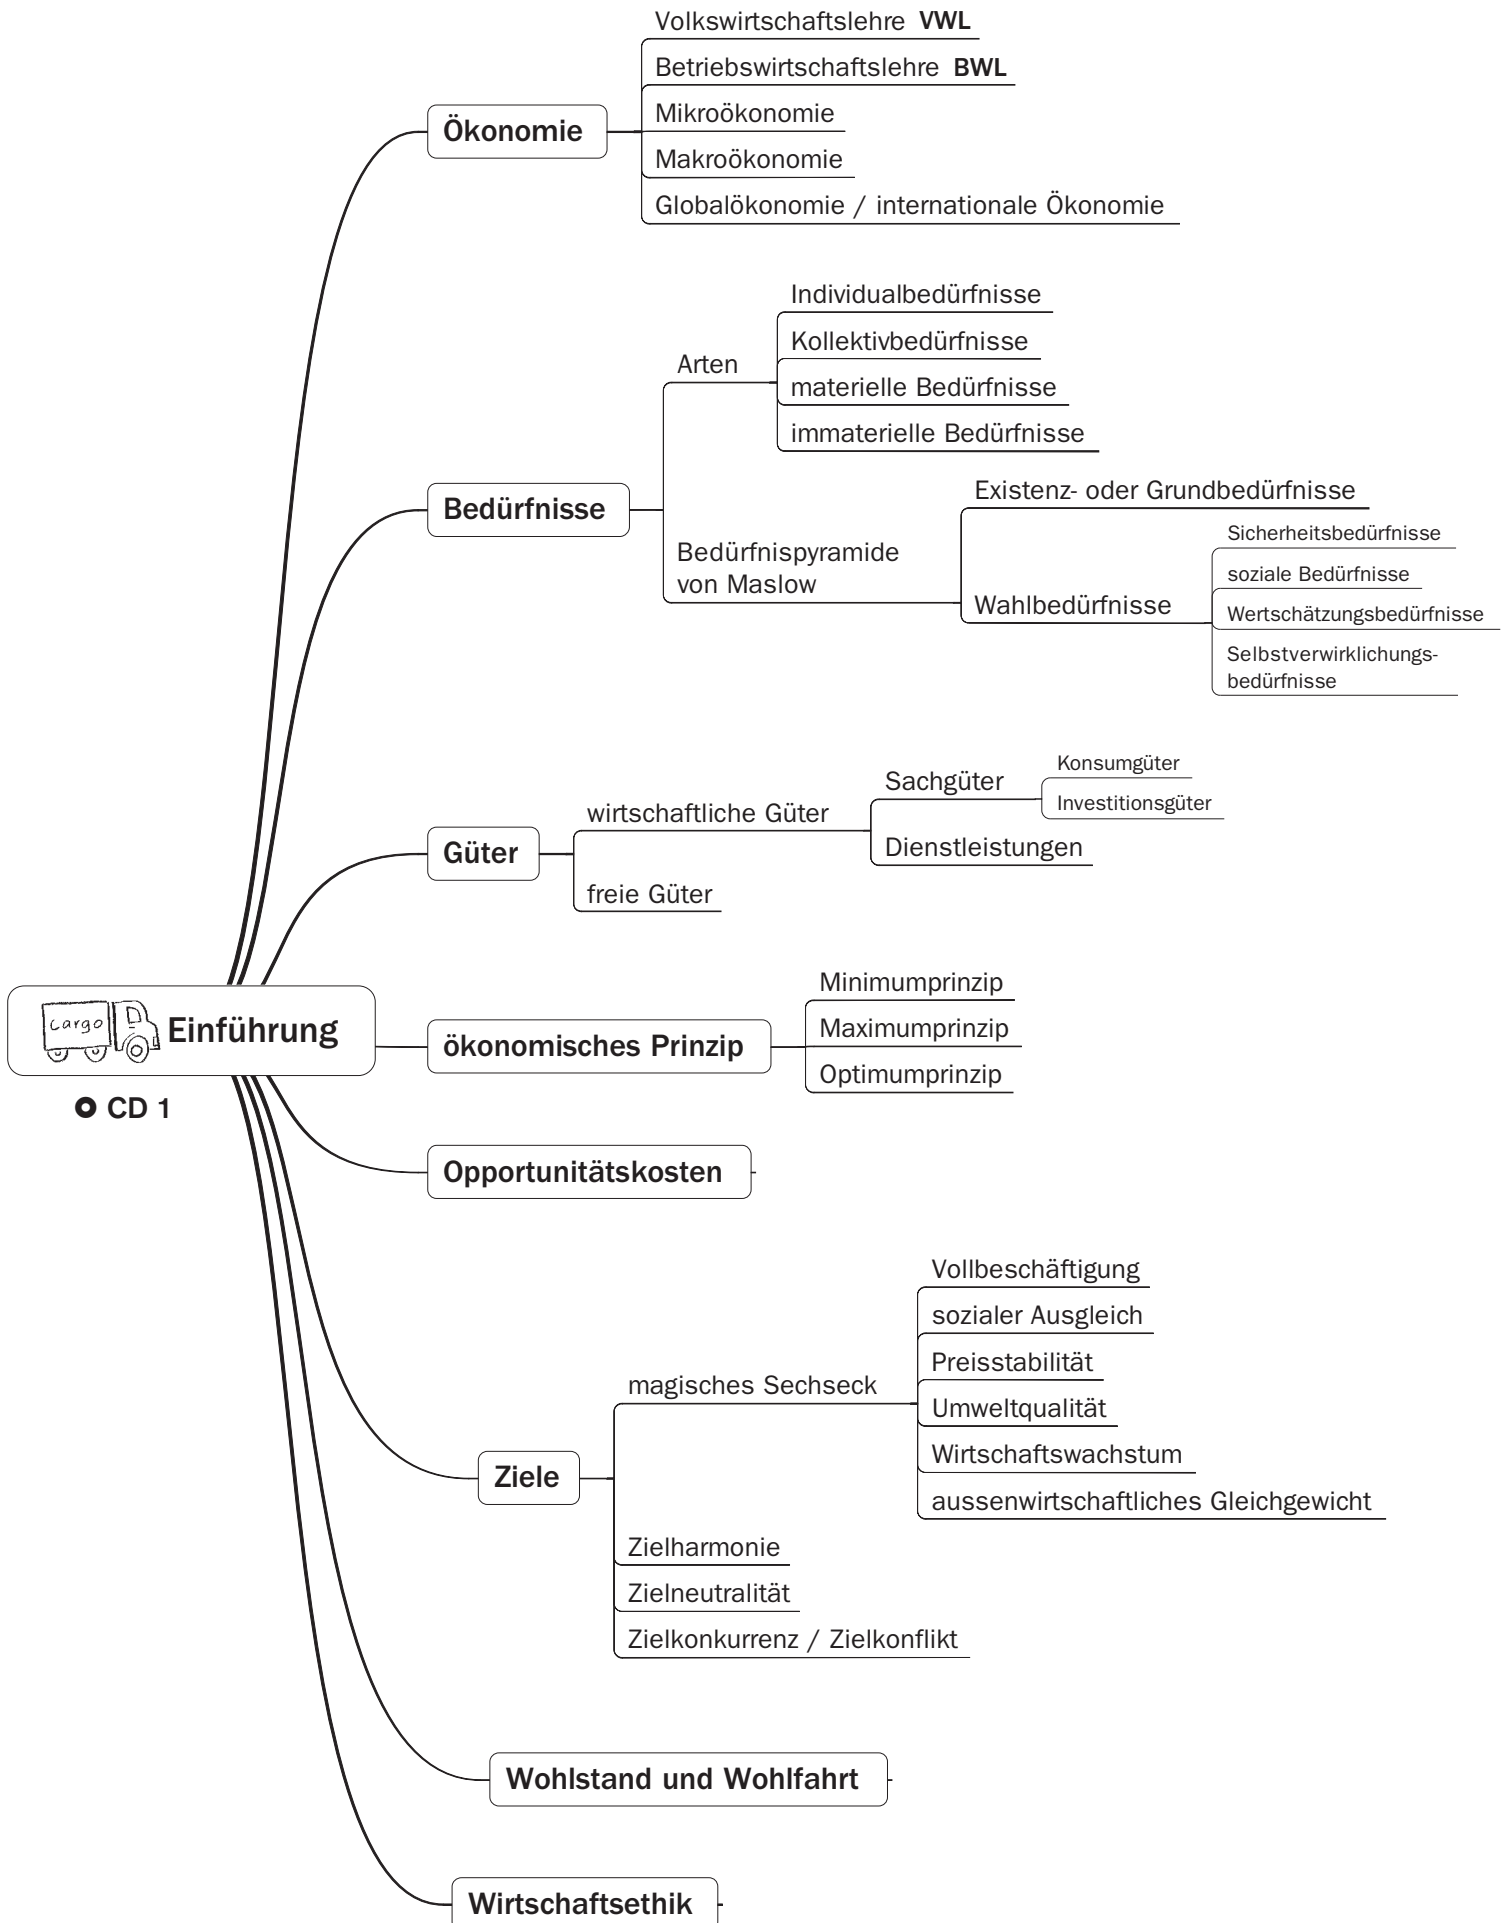 Volkswirtschaftslehre VWL
Betriebswirtschaftslehre BWL
Ökonomie
Mikroökonomie
Makroökonomie
Globalökonomie / internationale Ökonomie
Individualbedürfnisse
Kollektivbedürfnisse
Arten
materielle Bedürfnisse
immaterielle Bedürfnisse
Bedürfnisse
Existenz- oder Grundbedürfnisse
Bedürfnispyramide
von Maslow
Wahlbedürfnisse
Sicherheitsbedürfnisse
soziale Bedürfnisse
Wertschätzungsbedürfnisse
Selbstverwirklichungs-
bedürfnisse
Güter
wirtschaftliche Güter
Sachgüter
Konsumgüter
Investitionsgüter
Dienstleistungen
freie Güter
Cargo
Einführung
CD 1
ökonomisches Prinzip
Minimumprinzip
Maximumprinzip
Optimumprinzip
Opportunitätskosten
Ziele
magisches Sechseck
Vollbeschäftigung
sozialer Ausgleich
Preisstabilität
Umweltqualität
Wirtschaftswachstum
aussenwirtschaftliches Gleichgewicht
Zielharmonie
Zielneutralität
Zielkonkurrenz / Zielkonflikt
Wohlstand und Wohlfahrt
Wirtschaftsethik